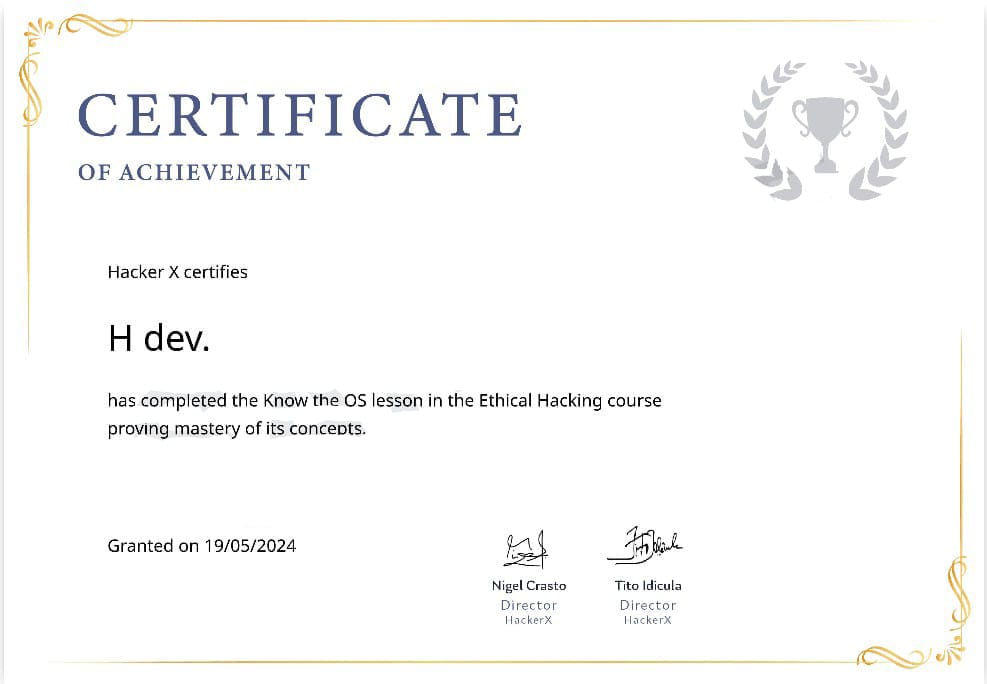 CERTIFICATE
OF ACHIEVEMENT
Hacker X certifies
H dev.
has completed the Know the OS lesson in the Ethical Hacking course
proving mastery of its concepts.
Granted on 19/05/2024
Nigel Crasto
Director
HackerX
Tito Idicula
Director
HackerX